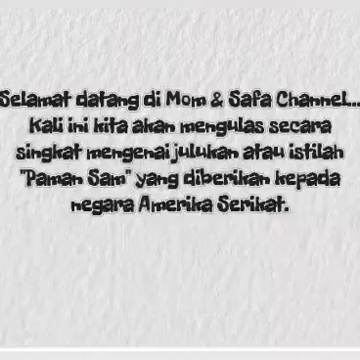 Selamat datang di Mom & Safa Channel...
Kali ini kita akan mengulas secara
singkat mengenai julukan atau istilah
"Paman Sam" yang diberikan kepada
negara Amerika Serikat.